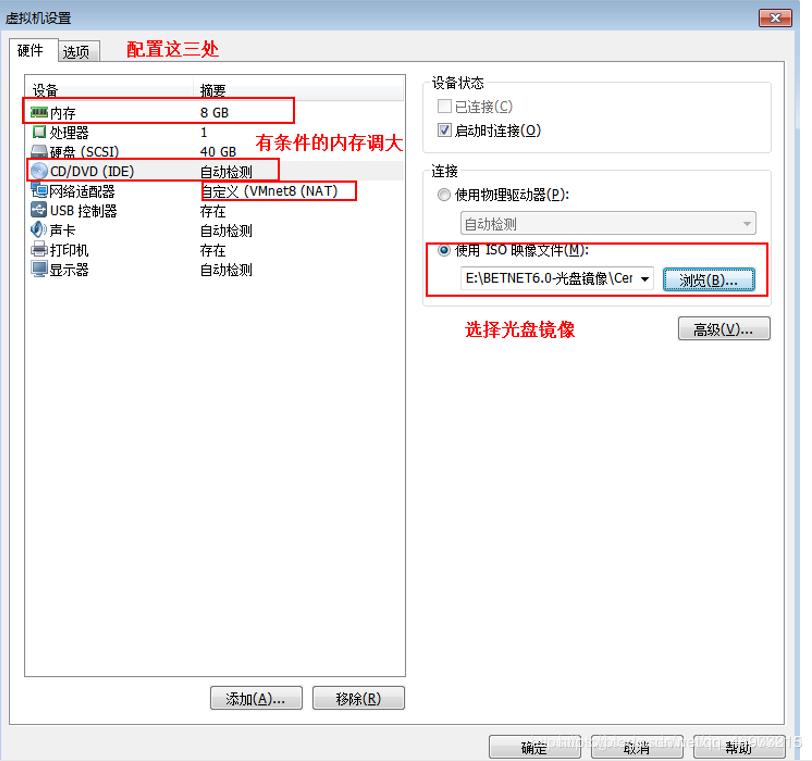 虚拟机设置
硬件 选项 配置这三处
设备 摘要
内存 8 GB
处理器 1
有条件的内存调大
硬盘 (SCSI) 40 GB
CD/DVD (IDE) 自动检测
网络适配器 自定义 (VMnet8 (NAT)
USB 控制器 存在
声卡 自动检测
打印机 存在
显示器 自动检测
添加(A)... 移除(R)
设备状态
已连接(C)
启动时连接(O)
连接
使用物理驱动器(P):
自动检测
使用 ISO 映像文件(M):
E:\BETNET6.0-光盘镜像\Cer 浏览(B)...
选择光盘镜像
高级(V)...
确定 取消 帮助